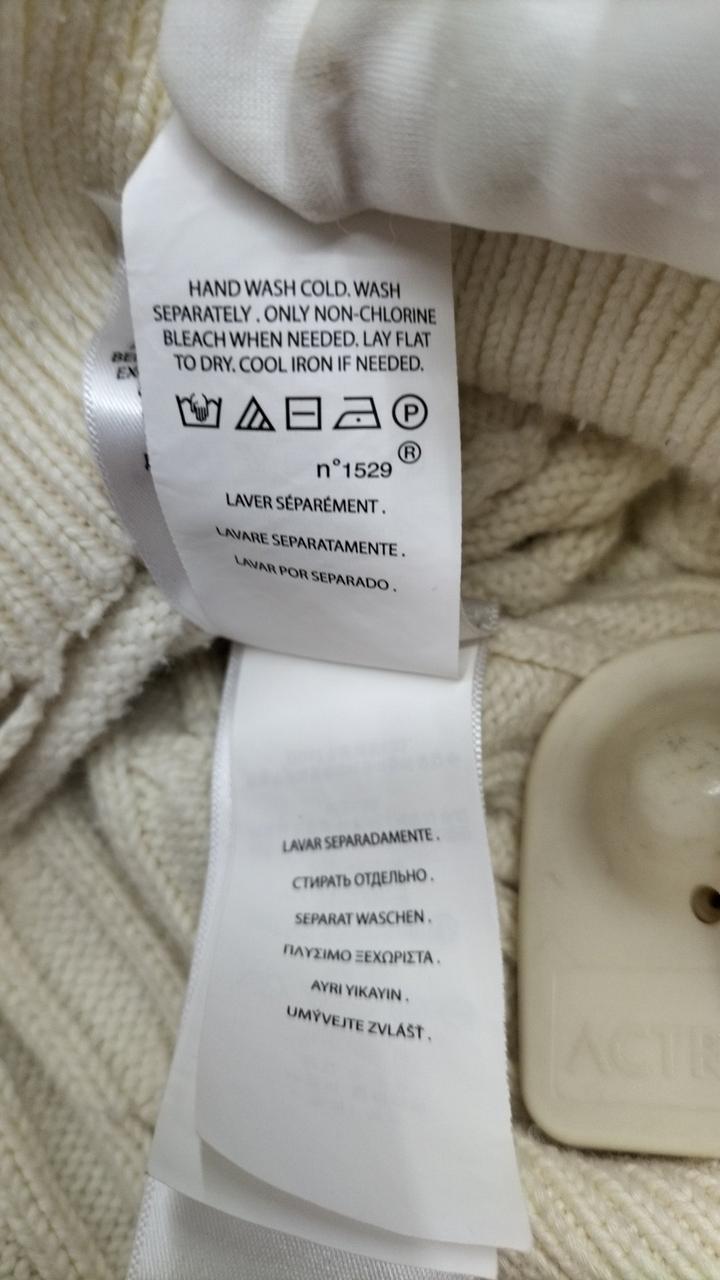 HAND WASH COLD. WASH
SEPARATELY . ONLY NON-CHLORINE
BLEACH WHEN NEEDED. LAY FLAT
TO DRY. COOL IRON IF NEEDED.
P
®
n°1529
LAVER SÉPARÉMENT .
LAVARE SEPARATAMENTE .
LAVAR POR SEPARADO .
LAVAR SEPARADAMENTE .
СТИРАТЬ ОТДЕЛЬНО .
SEPARAT WASCHEN .
ΠΛΥΣΙΜΟ ΞΕΧΩΡΙΣΤΑ .
AYRI YIKAYIN .
UMÝVEJTE ZVLÁŠŤ .